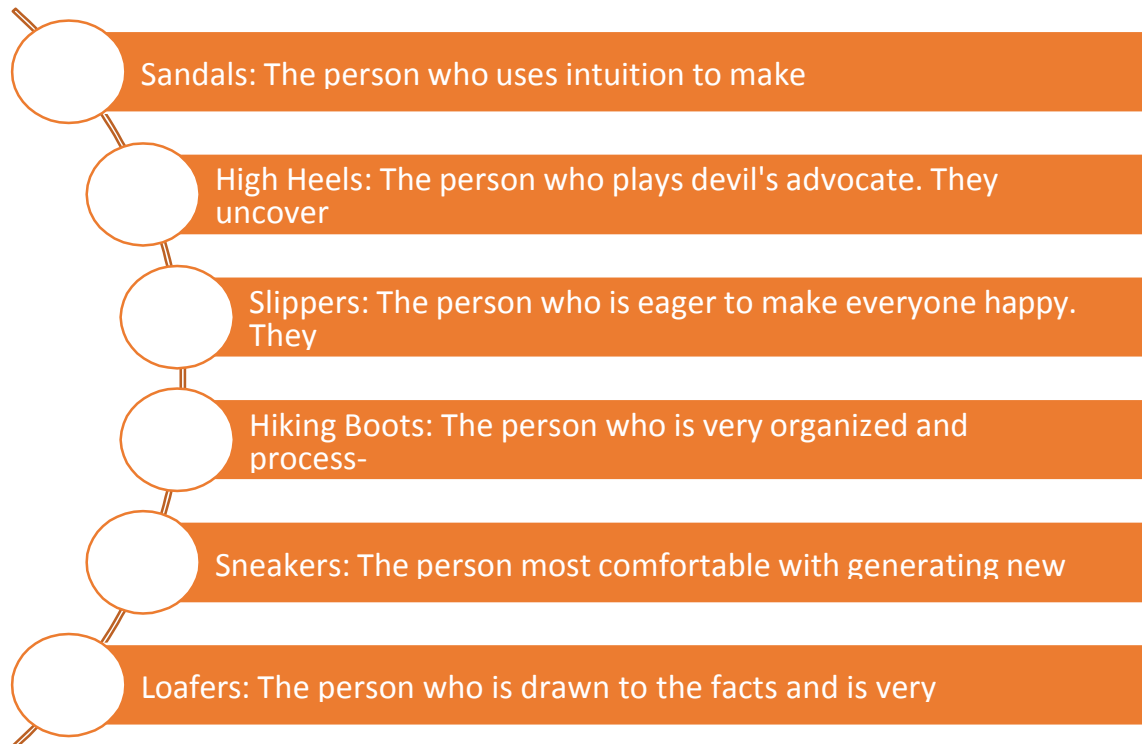 Sandals: The person who uses intuition to make
High Heels: The person who plays devil's advocate. They
uncover
Slippers: The person who is eager to make everyone happy.
They
Hiking Boots: The person who is very organized and
process-
Sneakers: The person most comfortable with generating new
Loafers: The person who is drawn to the facts and is very